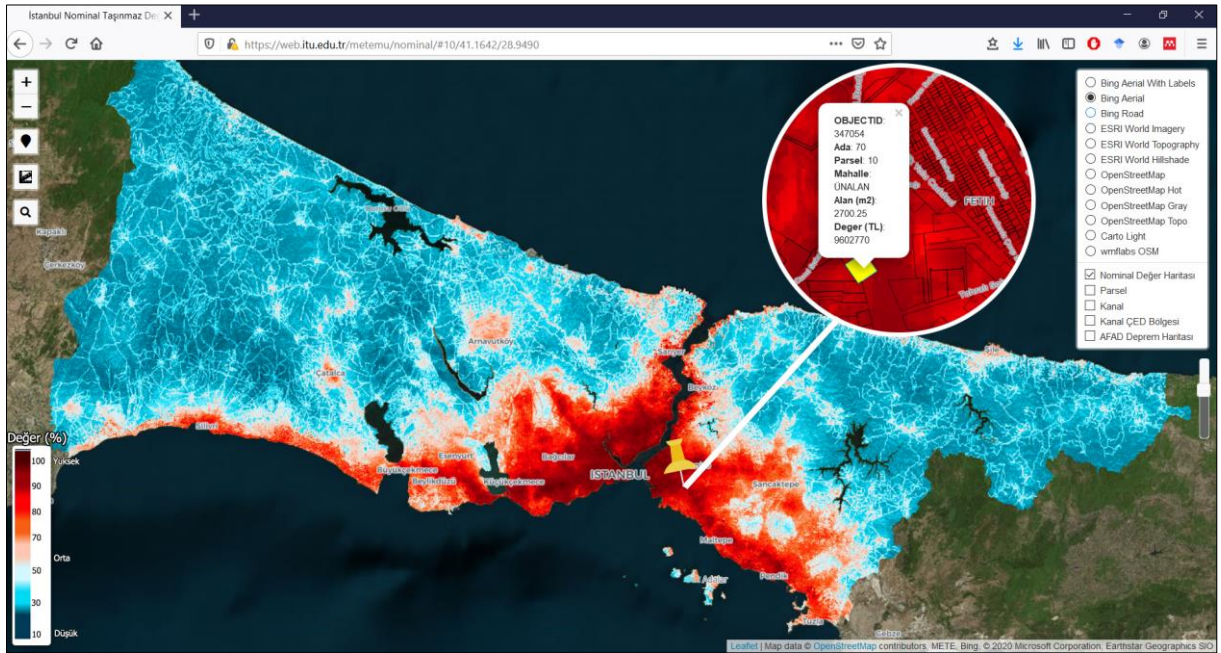 İstanbul Nominal Taşınmaz De
https://web.itu.edu.tr/metemu/nominal/#10/41.1642/28.9490
Bing Aerial With Labels
Bing Aerial
Bing Road
ESRI World Imagery
ESRI World Topography
ESRI World Hillshade
OpenStreetMap
OpenStreetMap Hot
OpenStreetMap Gray
OpenStreetMap Topo
Carto Light
wmflabs OSM
Nominal Değer Haritası
Parsel
Kanal
Kanal ÇED Bölgesi
AFAD Deprem Haritası
OBJECTID:
347054
Ada: 70
Parsel: 10
Mahalle:
ÜNALAN
Alan (m2):
2700.25
Deger (TL):
9602770
FETİH
Kapaklı
Çerkezköy
Arnavutköy
Sarıyer
Beykoz
Şile
Çatalca
Silivri
Esenyurt
Bağcılar
Büyükçekmece
Beylikdüzü
Küçükçekmece
ISTANBUL
Sancaktepe
Maltepe
Pendik
Adalar
Tuzla
Gebze
Değer (%)
100 Yüksek
90
80
70
Orta
50
30
10 Düşük
Leaflet | Map data © OpenStreetMap contributors, METE, Bing, © 2020 Microsoft Corporation, Earthstar Geographics SIO